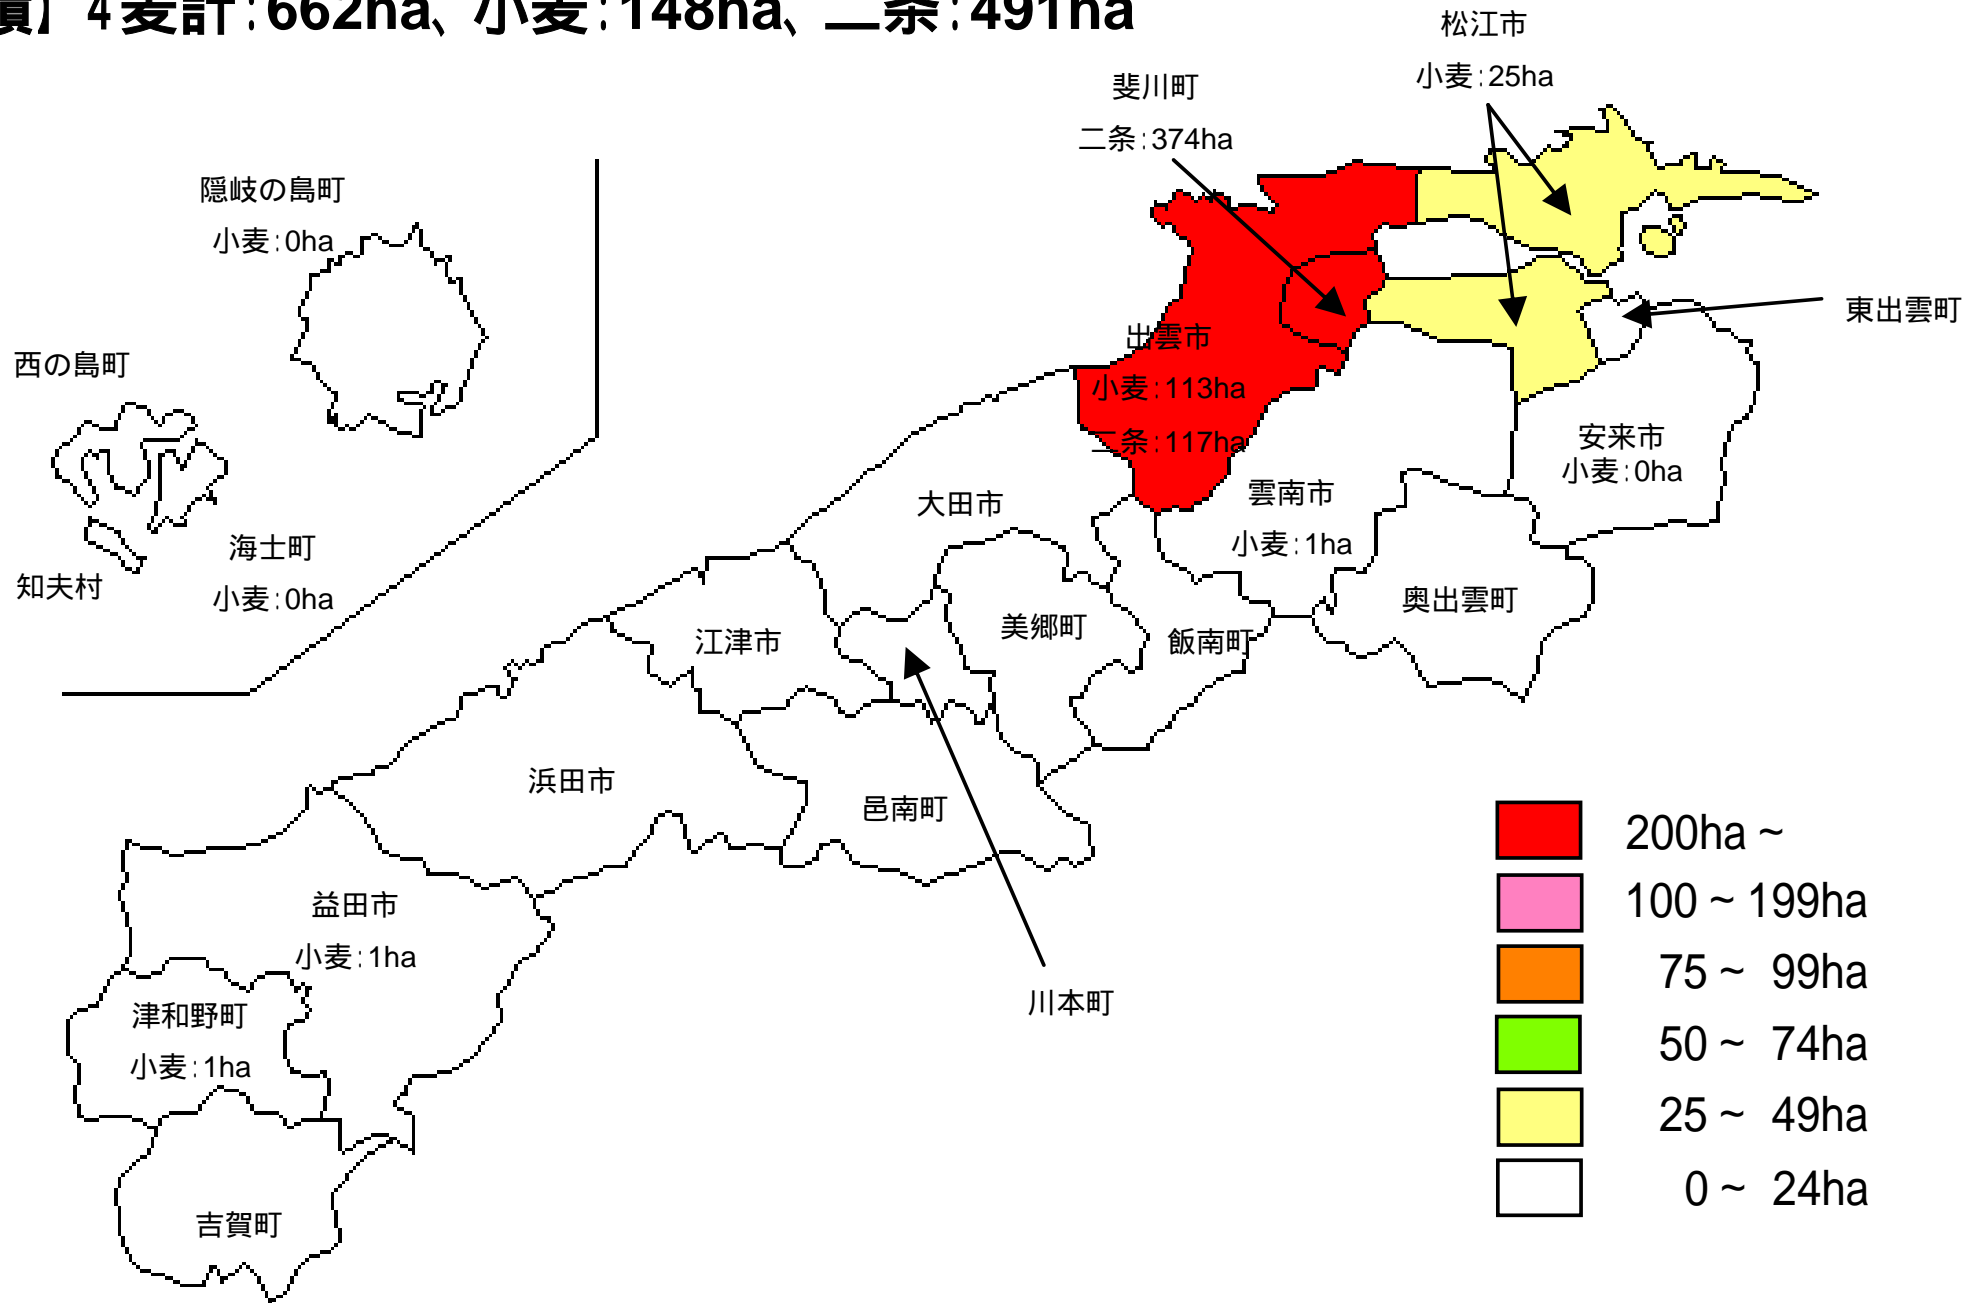 積】４麦計:662ha、小麦:148ha、二条:491ha
松江市
小麦:25ha
斐川町
二条:374ha
隠岐の島町
小麦:0ha
東出雲町
出雲市
小麦:113ha
二条:117ha
西の島町
安来市
小麦:0ha
大田市
雲南市
小麦:1ha
海士町
小麦:0ha
知夫村
奥出雲町
江津市
美郷町
飯南町
浜田市
邑南町
益田市
小麦:1ha
川本町
津和野町
小麦:1ha
吉賀町
200ha ~
100 ~ 199ha
75 ~ 99ha
50 ~ 74ha
25 ~ 49ha
0 ~ 24ha